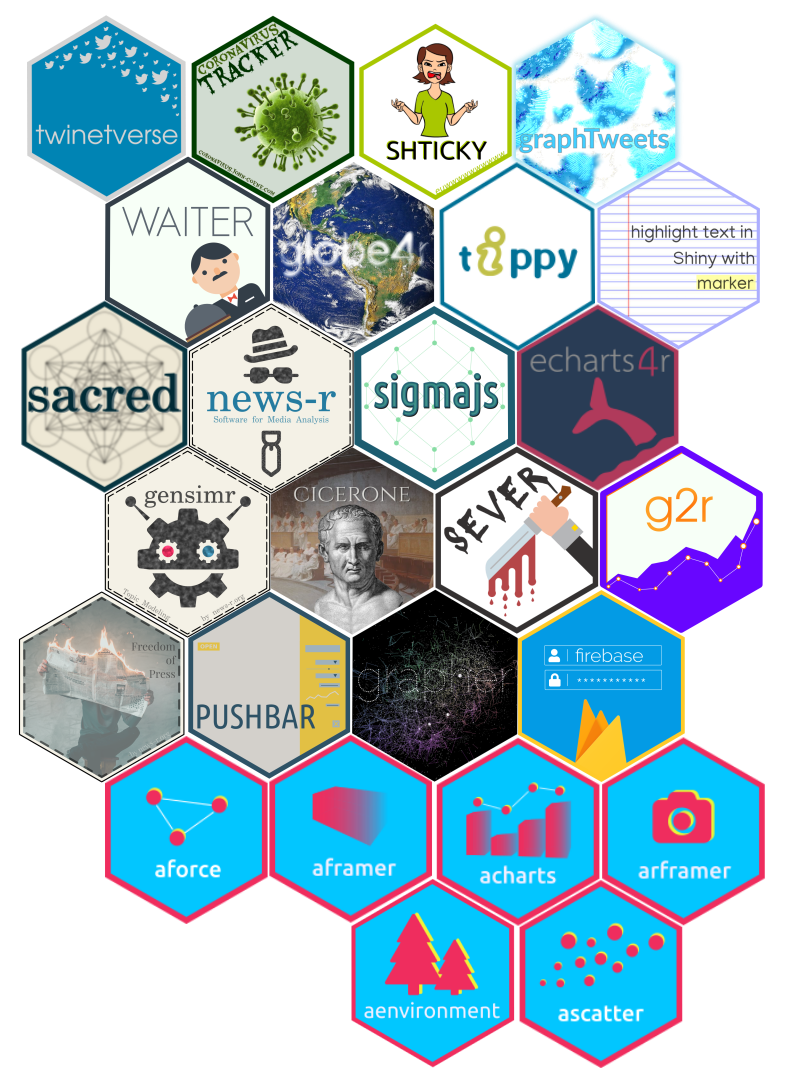 twinetverse
CORONAVIRUS
TRACKER
CORONAVIRUS.JOHN-COENE.COM
SHTICKY
graphTweets
WAITER
globe4r
tippy
highlight text in
Shiny with
marker
sacred
news-r
Software for Media Analysis
sigmajs
echarts4r
gensimr
Topic Modeling
by news-r.org
CICERONE
SEVER
g2r
Freedom
of
Press
PUSHBAR
grapher
firebase
***********
aforce
aframer
acharts
arframer
aenvironment
ascatter